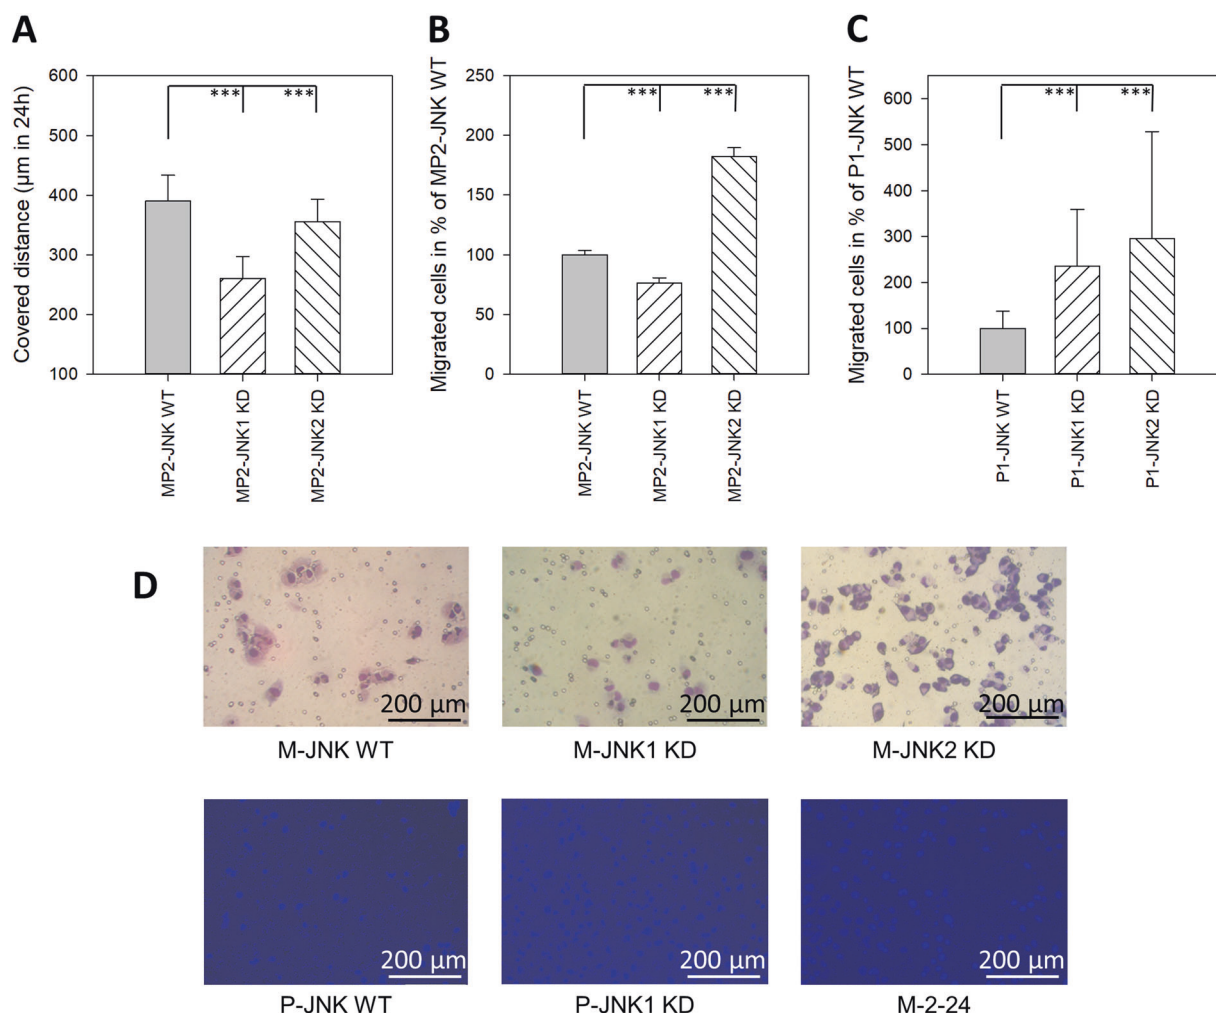 A
Covered distance (µm in 24h)
600
500
400
300
200
100
***
***
MP2-JNK WT
MP2-JNK1 KD
MP2-JNK2 KD
B
Migrated cells in % of MP2-JNK WT
250
200
150
100
50
0
***
***
MP2-JNK WT
MP2-JNK1 KD
MP2-JNK2 KD
C
Migrated cells in % of P1-JNK WT
600
500
400
300
200
100
0
***
***
P1-JNK WT
P1-JNK1 KD
P1-JNK2 KD
D
200 µm
200 µm
200 µm
M-JNK WT
M-JNK1 KD
M-JNK2 KD
200 µm
200 µm
200 µm
P-JNK WT
P-JNK1 KD
M-2-24